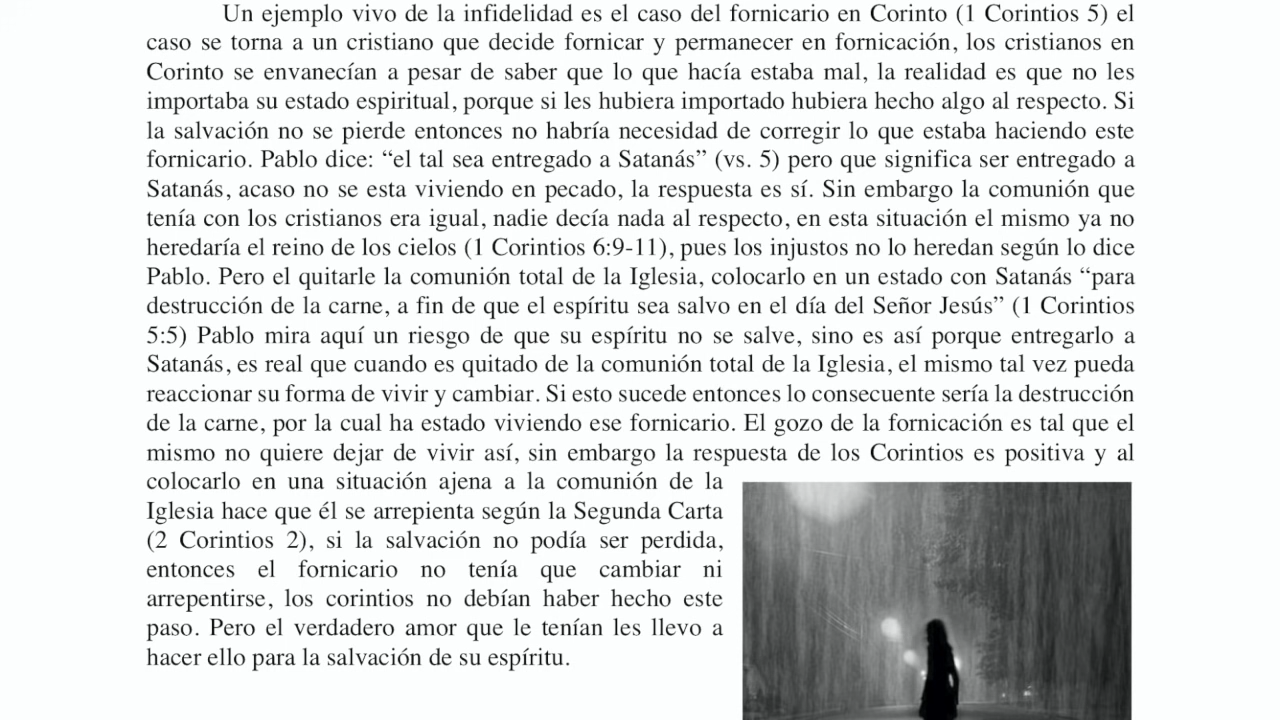 Un ejemplo vivo de la infidelidad es el caso del fornicario en Corinto (1 Corintios 5) el
caso se torna a un cristiano que decide fornicar y permanecer en fornicación, los cristianos en
Corinto se envanecían a pesar de saber que lo que hacía estaba mal, la realidad es que no les
importaba su estado espiritual, porque si les hubiera importado hubiera hecho algo al respecto. Si
la salvación no se pierde entonces no habría necesidad de corregir lo que estaba haciendo este
fornicario. Pablo dice: “el tal sea entregado a Satanás” (vs. 5) pero que significa ser entregado a
Satanás, acaso no se esta viviendo en pecado, la respuesta es sí. Sin embargo la comunión que
tenía con los cristianos era igual, nadie decía nada al respecto, en esta situación el mismo ya no
heredaría el reino de los cielos (1 Corintios 6:9-11), pues los injustos no lo heredan según lo dice
Pablo. Pero el quitarle la comunión total de la Iglesia, colocarlo en un estado con Satanás “para
destrucción de la carne, a fin de que el espíritu sea salvo en el día del Señor Jesús” (1 Corintios
5:5) Pablo mira aquí un riesgo de que su espíritu no se salve, sino es así porque entregarlo a
Satanás, es real que cuando es quitado de la comunión total de la Iglesia, el mismo tal vez pueda
reaccionar su forma de vivir y cambiar. Si esto sucede entonces lo consecuente sería la destrucción
de la carne, por la cual ha estado viviendo ese fornicario. El gozo de la fornicación es tal que el
mismo no quiere dejar de vivir así, sin embargo la respuesta de los Corintios es positiva y al
colocarlo en una situación ajena a la comunión de la
Iglesia hace que él se arrepienta según la Segunda Carta
(2 Corintios 2), si la salvación no podía ser perdida,
entonces el fornicario no tenía que cambiar ni
arrepentirse, los corintios no debían haber hecho este
paso. Pero el verdadero amor que le tenían les llevo a
hacer ello para la salvación de su espíritu.